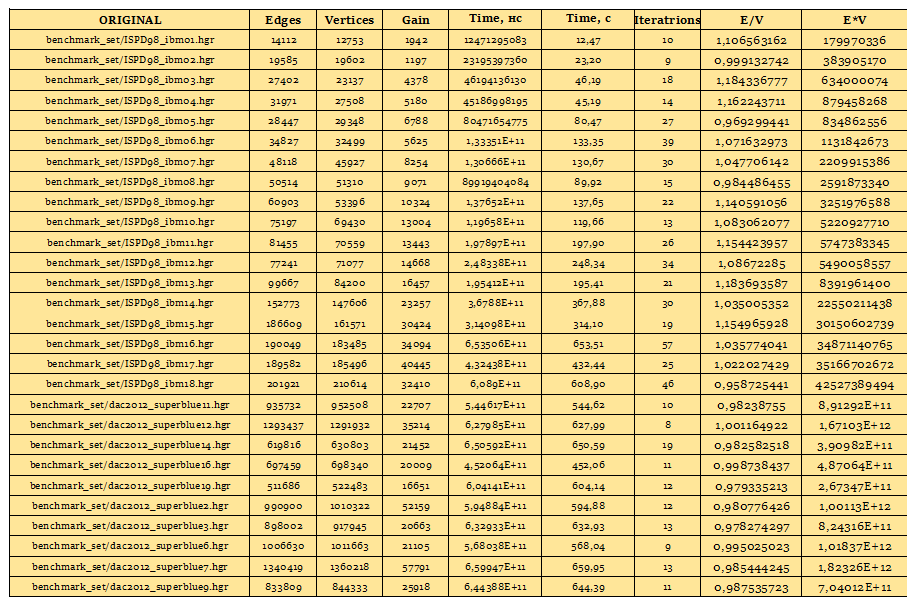 ORIGINAL Edges Vertices Gain Time, нс Time, с Iteratrions E/V E*V
benchmark_set/ISPD98_ibm01.hgr 14112 12753 1942 12471295083 12,47 10 1,106563162 179970336
benchmark_set/ISPD98_ibm02.hgr 19585 19602 1197 23195397360 23,20 9 0,999132742 383905170
benchmark_set/ISPD98_ibm03.hgr 27402 23137 4378 46194136130 46,19 18 1,184336777 634000074
benchmark_set/ISPD98_ibm04.hgr 31971 27508 5180 45186998195 45,19 14 1,162243711 879458268
benchmark_set/ISPD98_ibm05.hgr 28447 29348 6788 80471654775 80,47 27 0,969299441 834862556
benchmark_set/ISPD98_ibm06.hgr 34827 32499 5625 1,33351E+11 133,35 39 1,071632973 1131842673
benchmark_set/ISPD98_ibm07.hgr 48118 45927 8254 1,30666E+11 130,67 30 1,047706142 2209915386
benchmark_set/ISPD98_ibm08.hgr 50514 51310 9071 89919404084 89,92 15 0,984486455 2591873340
benchmark_set/ISPD98_ibm09.hgr 60903 53396 10324 1,37652E+11 137,65 22 1,140591056 3251976588
benchmark_set/ISPD98_ibm10.hgr 75197 69430 13004 1,19658E+11 119,66 13 1,083062077 5220927710
benchmark_set/ISPD98_ibm11.hgr 81455 70559 13443 1,97897E+11 197,90 26 1,154423957 5747383345
benchmark_set/ISPD98_ibm12.hgr 77241 71077 14668 2,48338E+11 248,34 34 1,08672285 5490058557
benchmark_set/ISPD98_ibm13.hgr 99667 84200 16457 1,95412E+11 195,41 21 1,183693587 8391961400
benchmark_set/ISPD98_ibm14.hgr 152773 147606 23257 3,6788E+11 367,88 30 1,035005352 22550211438
benchmark_set/ISPD98_ibm15.hgr 186609 161571 30424 3,14098E+11 314,10 19 1,154965928 30150602739
benchmark_set/ISPD98_ibm16.hgr 190049 183485 34094 6,53506E+11 653,51 57 1,035774041 34871140765
benchmark_set/ISPD98_ibm17.hgr 189582 185496 40445 4,32438E+11 432,44 25 1,022027429 35166702672
benchmark_set/ISPD98_ibm18.hgr 201921 210614 32410 6,089E+11 608,90 46 0,958725441 42527389494
benchmark_set/dac2012_superblue11.hgr 935732 952508 22707 5,44617E+11 544,62 10 0,98238755 8,91292E+11
benchmark_set/dac2012_superblue12.hgr 1293437 1291932 35214 6,27985E+11 627,99 8 1,001164922 1,67103E+12
benchmark_set/dac2012_superblue14.hgr 619816 630803 21452 6,50592E+11 650,59 19 0,982582518 3,90982E+11
benchmark_set/dac2012_superblue16.hgr 697459 698340 20009 4,52064E+11 452,06 11 0,998738437 4,87064E+11
benchmark_set/dac2012_superblue19.hgr 511686 522483 16651 6,04141E+11 604,14 12 0,979335213 2,67347E+11
benchmark_set/dac2012_superblue2.hgr 990900 1010322 52159 5,94884E+11 594,88 12 0,980776426 1,00113E+12
benchmark_set/dac2012_superblue3.hgr 898002 917945 20663 6,32933E+11 632,93 13 0,978274297 8,24316E+11
benchmark_set/dac2012_superblue6.hgr 1006630 1011663 21105 5,68038E+11 568,04 9 0,995025023 1,01837E+12
benchmark_set/dac2012_superblue7.hgr 1340419 1360218 57791 6,59947E+11 659,95 13 0,985444245 1,82326E+12
benchmark_set/dac2012_superblue9.hgr 833809 844333 25918 6,44388E+11 644,39 11 0,987535723 7,04012E+11